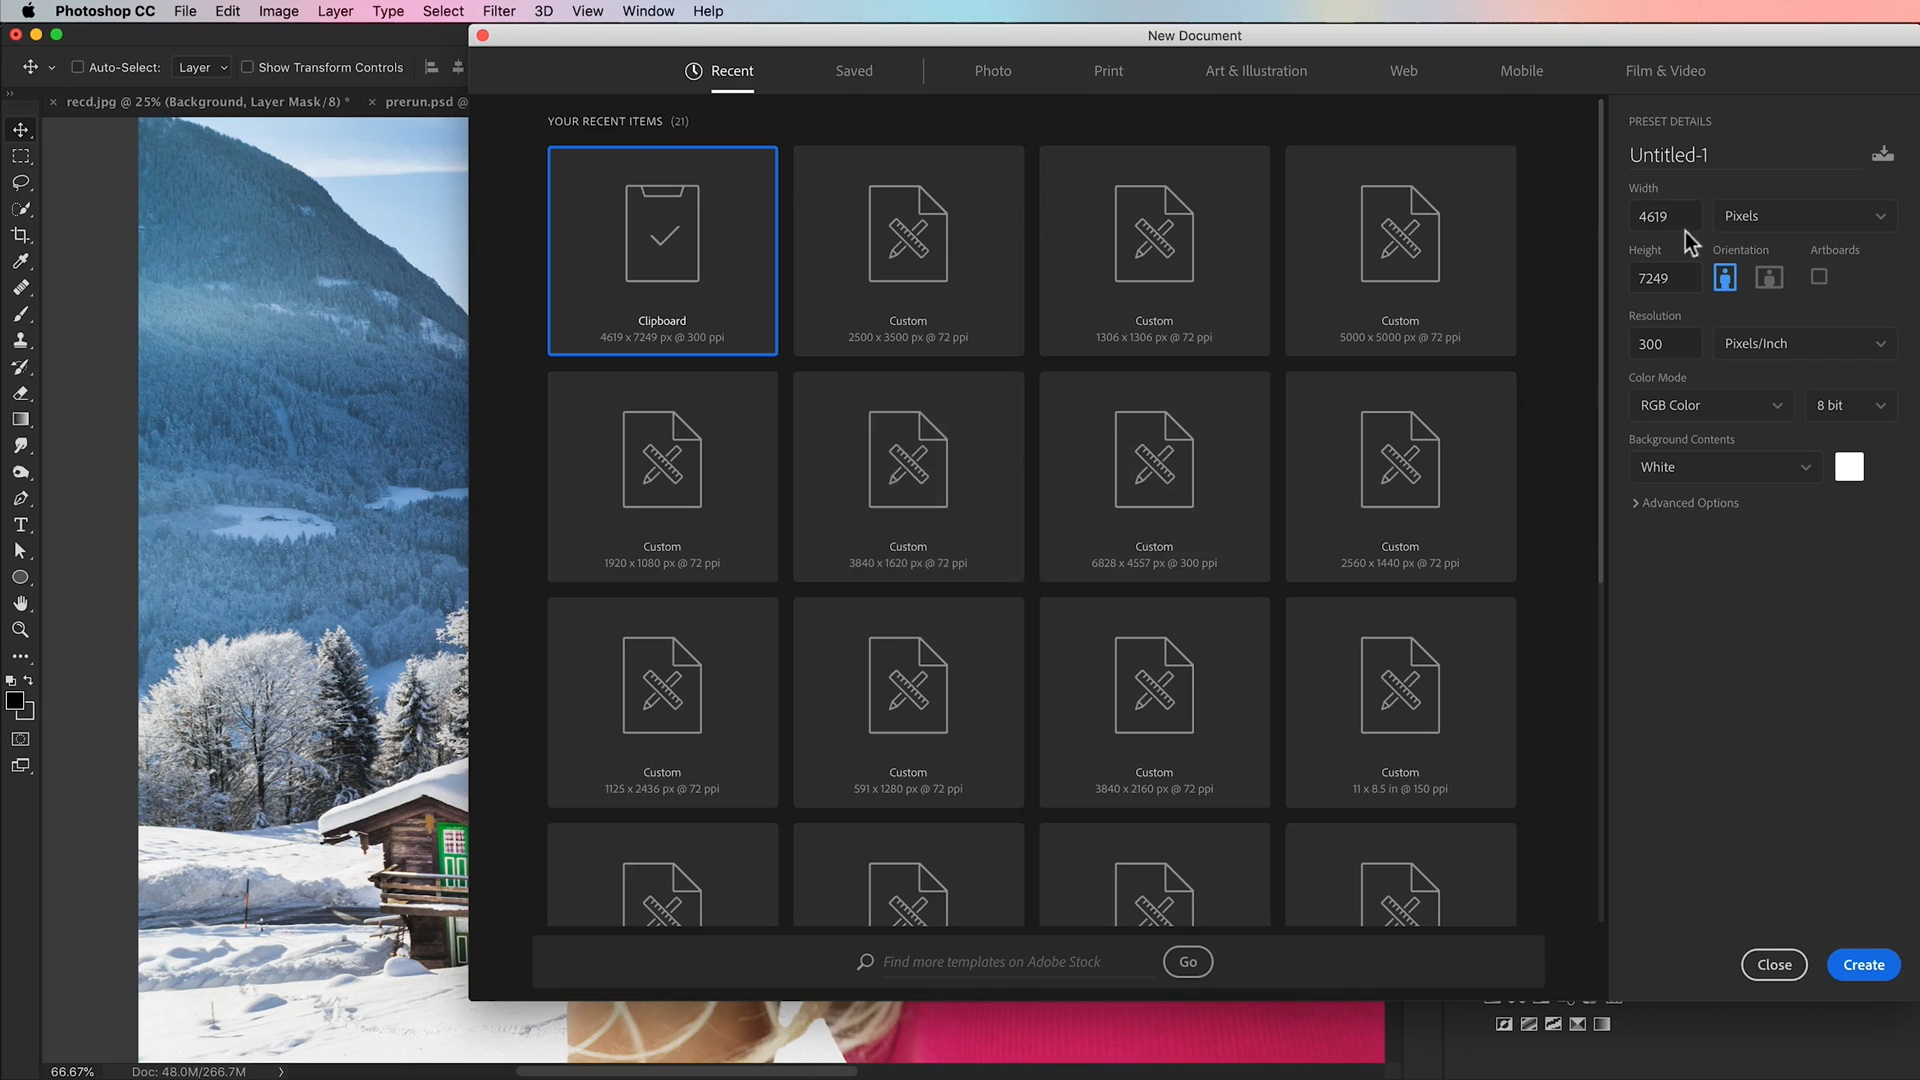 Photoshop CC File Edit Image Layer Type Select Filter 3D View Window Help
New Document
Auto-Select: Layer Show Transform Controls
Recent Saved Photo Print Art & Illustration Web Mobile Film & Video
recd.jpg @ 25% (Background, Layer Mask/8) * prerun.psd @
YOUR RECENT ITEMS (21)
Clipboard
4619 x 7249 px @ 300 ppi
Custom
2500 x 3500 px @ 72 ppi
Custom
1306 x 1306 px @ 72 ppi
Custom
5000 x 5000 px @ 72 ppi
Custom
1920 x 1080 px @ 72 ppi
Custom
3840 x 1620 px @ 72 ppi
Custom
6828 x 4557 px @ 300 ppi
Custom
2560 x 1440 px @ 72 ppi
Custom
1125 x 2436 px @ 72 ppi
Custom
591 x 1280 px @ 72 ppi
Custom
3840 x 2160 px @ 72 ppi
Custom
11 x 8.5 in @ 150 ppi
Find more templates on Adobe Stock Go
PRESET DETAILS
Untitled-1
Width
4619 Pixels
Height Orientation Artboards
7249
Resolution
300 Pixels/Inch
Color Mode
RGB Color 8 bit
Background Contents
White
Advanced Options
Close Create
66.67% Doc: 48.0M/266.7M